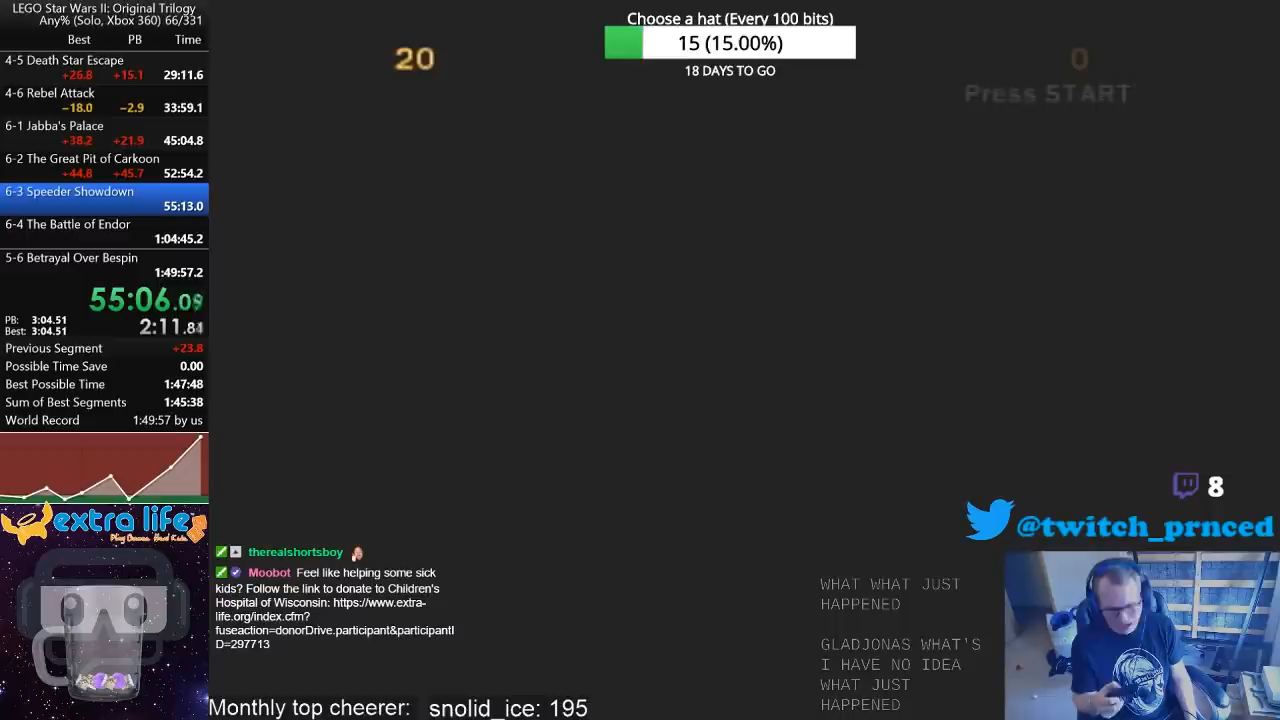 LEGO Star Wars II: Original Trilogy
Any% (Solo, Xbox 360) 66/331
Best PB Time
4-5 Death Star Escape
+26.8 +15.1 29:11.6
4-6 Rebel Attack
−18.0 −2.9 33:59.1
6-1 Jabba's Palace
+38.2 +21.9 45:04.8
6-2 The Great Pit of Carkoon
+44.8 +45.7 52:54.2
6-3 Speeder Showdown
55:13.0
6-4 The Battle of Endor
1:04:45.2
5-6 Betrayal Over Bespin
1:49:57.2
55:06.09
PB: 3:04.51
Best: 3:04.51
2:11.84
Previous Segment +23.8
Possible Time Save 0.00
Best Possible Time 1:47:48
Sum of Best Segments 1:45:38
World Record 1:49:57 by us
extra life
Play Games. Heal Kids.
20
Choose a hat (Every 100 bits)
15 (15.00%)
18 DAYS TO GO
0
Press START
8
@twitch_prnced
therealshortsboy
Moobot Feel like helping some sick
kids? Follow the link to donate to Children's
Hospital of Wisconsin: https://www.extra-
life.org/index.cfm?
fuseaction=donorDrive.participant&participantI
D=297713
WHAT WHAT JUST
HAPPENED
GLADJONAS WHAT'S
I HAVE NO IDEA
WHAT JUST
HAPPENED
Monthly top cheerer: snolid_ice: 195